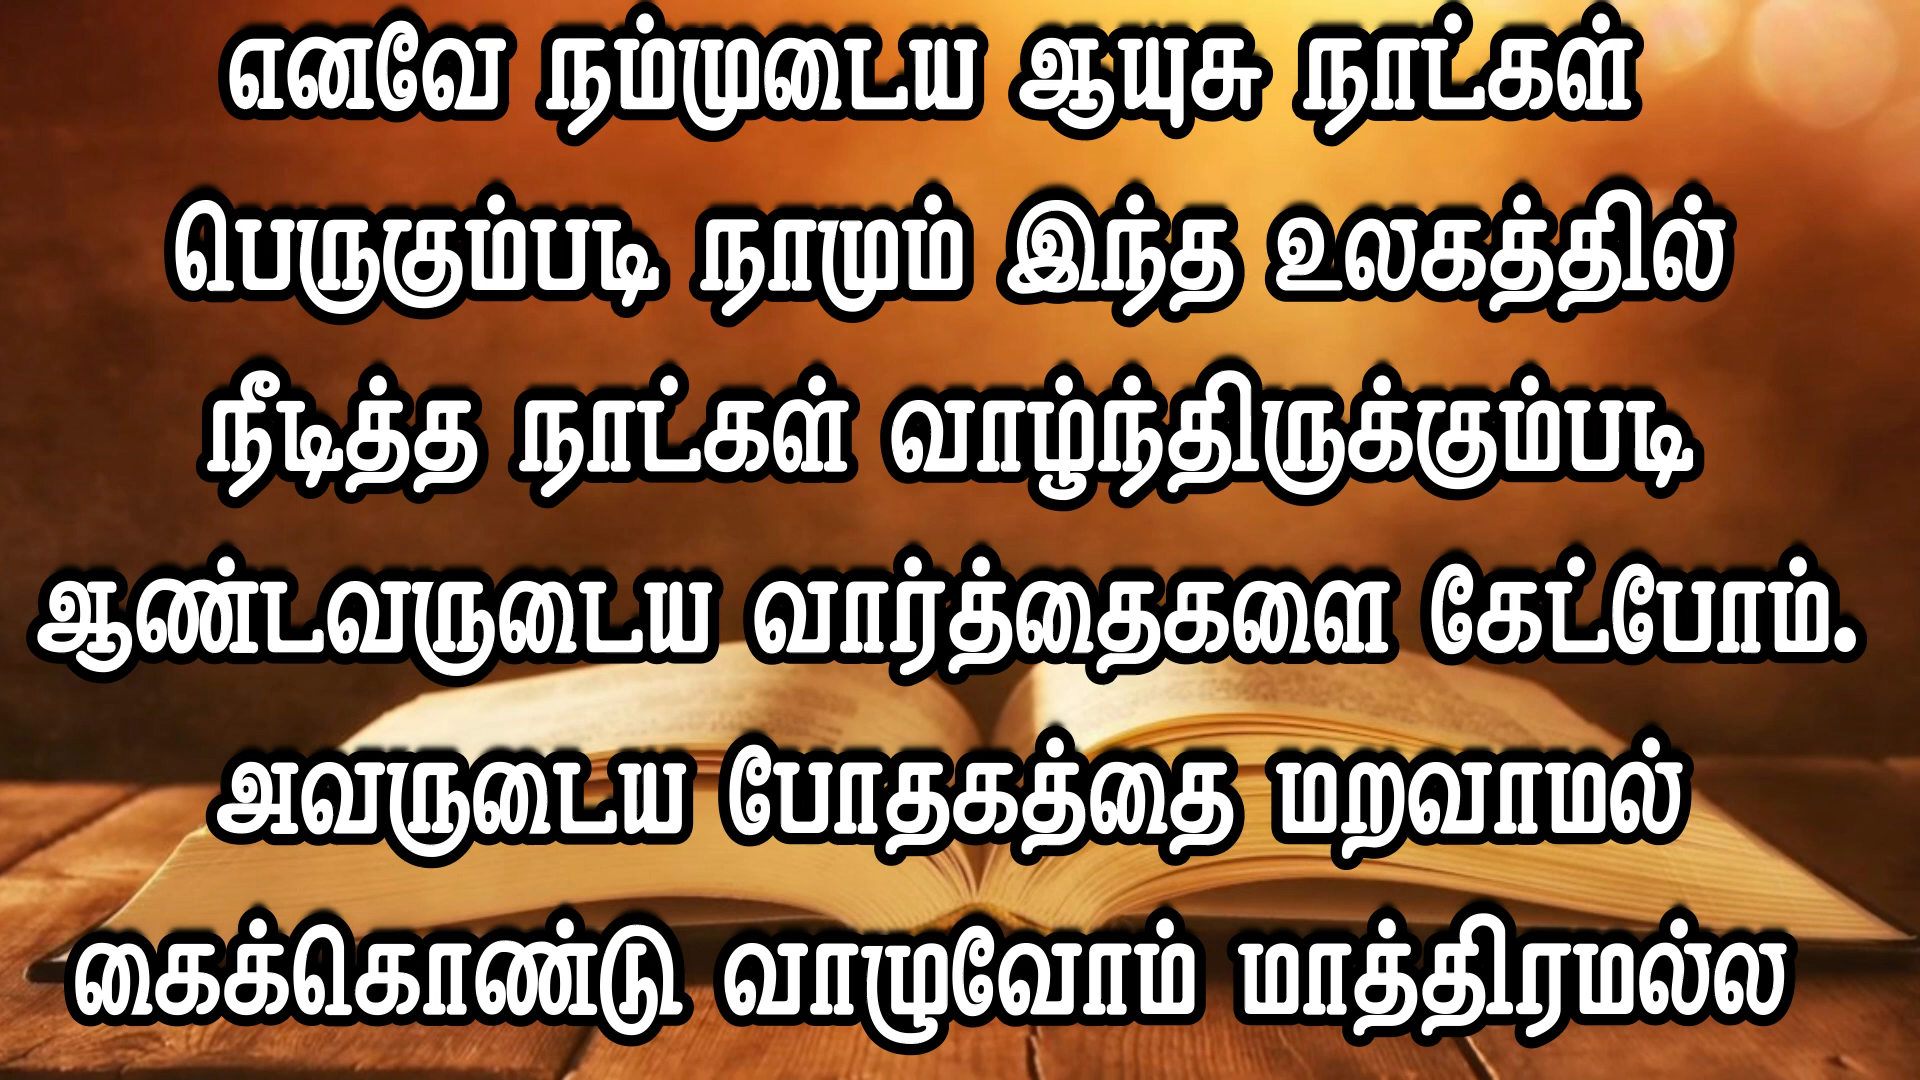 எனவே நம்முடைய ஆயுசு நாட்கள்
பெருகும்படி நாமும் இந்த உலகத்தில்
நீடித்த நாட்கள் வாழ்ந்திருக்கும்படி
ஆண்டவருடைய வார்த்தைகளை கேட்போம்.
அவருடைய போதகத்தை மறவாமல்
கைக்கொண்டு வாழுவோம் மாத்திரமல்ல